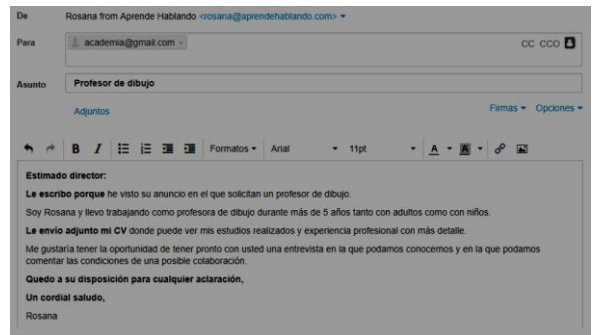 De Rosana from Aprende Hablando <rosana@aprendehablando.com>
Para academia@gmail.com × CC CCO
Asunto Profesor de dibujo
Adjuntos Firmas Opciones
B I Formatos Arial 11pt A A
Estimado director:
Le escribo porque he visto su anuncio en el que solicitan un profesor de dibujo.
Soy Rosana y llevo trabajando como profesora de dibujo durante más de 5 años tanto con adultos como con niños.
Le envío adjunto mi CV donde puede ver mis estudios realizados y experiencia profesional con más detalle.
Me gustaría tener la oportunidad de tener pronto con usted una entrevista en la que podamos conocernos y en la que podamos
comentar las condiciones de una posible colaboración.
Quedo a su disposición para cualquier aclaración,
Un cordial saludo,
Rosana